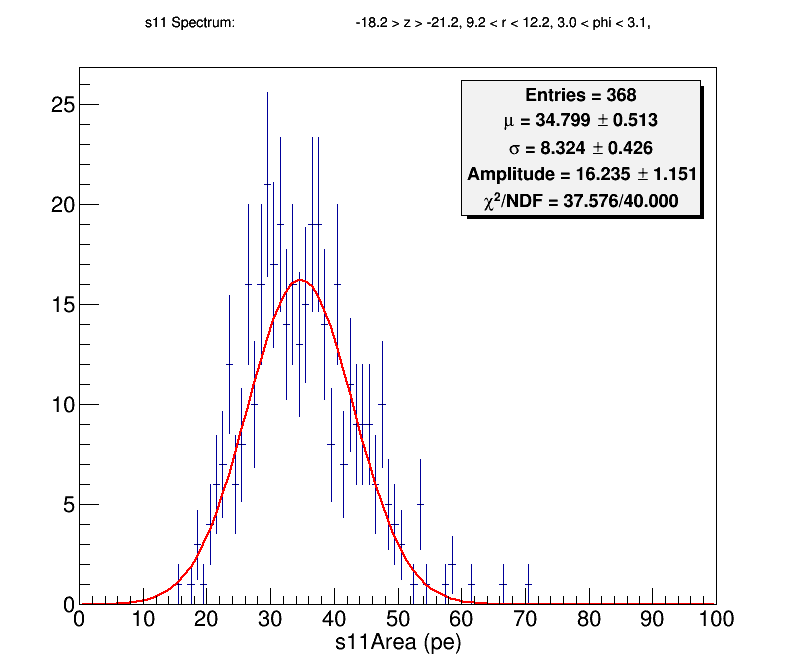 s11 Spectrum: -18.2 > z > -21.2, 9.2 < r < 12.2, 3.0 < phi < 3.1,
Entries = 368
μ = 34.799 ± 0.513
σ = 8.324 ± 0.426
Amplitude = 16.235 ± 1.151
χ²/NDF = 37.576/40.000
25
20
15
10
5
0
0 10 20 30 40 50 60 70 80 90 100
s11Area (pe)